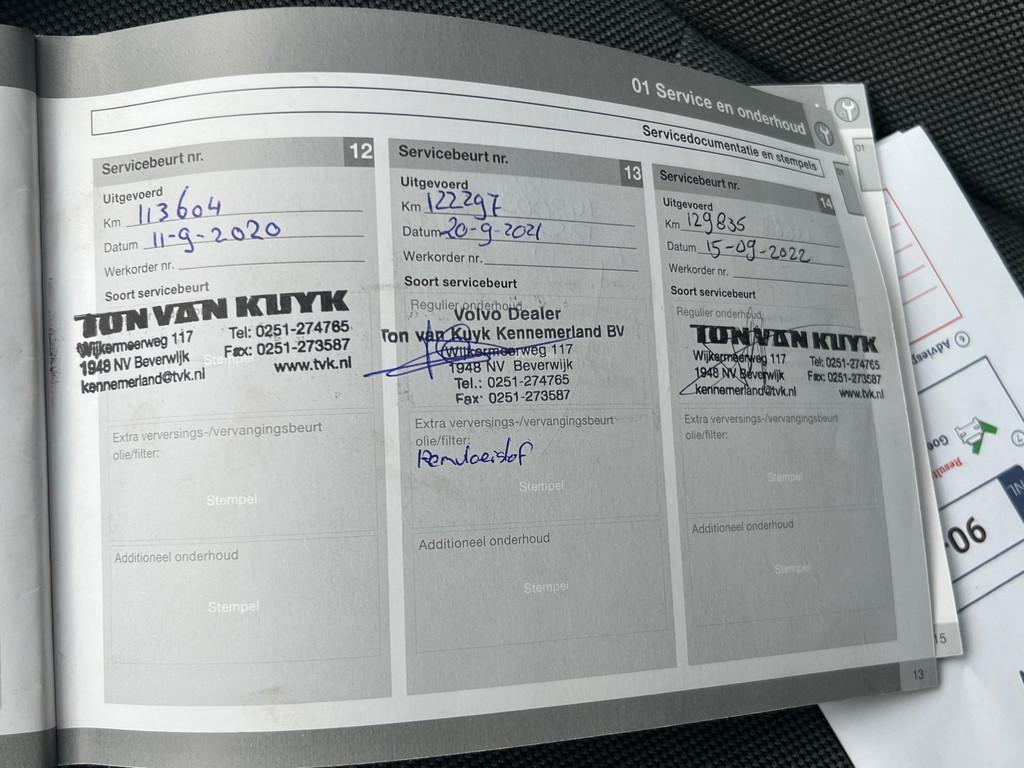 01 Service en onderhoud
Servicedocumentatie en stempels
Servicebeurt nr. 12
Uitgevoerd
Km 113604
Datum 11-9-2020
Werkorder nr.
Soort servicebeurt
TON VAN KUYK
Wijkermeerweg 117 Tel: 0251-274765
1948 NV Beverwijk Fax: 0251-273587
kennemerland@tvk.nl www.tvk.nl
Extra verversings-/vervangingsbeurt
olie/filter:
Stempel
Additioneel onderhoud
Stempel
Servicebeurt nr. 13
Uitgevoerd
Km 122297
Datum 20-9-2021
Werkorder nr.
Soort servicebeurt
Regulier onderhoud:
Volvo Dealer
Ton van Kuyk Kennemerland BV
Wijkermeerweg 117
1948 NV Beverwijk
Tel.: 0251-274765
Fax: 0251-273587
Extra verversings-/vervangingsbeurt
olie/filter:
Remvloeistof
Stempel
Additioneel onderhoud
Stempel
Servicebeurt nr. 14
Uitgevoerd
Km 129835
Datum 15-09-2022
Werkorder nr.
Soort servicebeurt
Regulier onderhoud:
TON VAN KUYK
Wijkermeerweg 117 Tel: 0251-274765
1948 NV Beverwijk Fax: 0251-273587
kennemerland@tvk.nl www.tvk.nl
Extra verversings-/vervangingsbeurt
olie/filter:
Stempel
Additioneel onderhoud
Stempel
13
01
15
NL